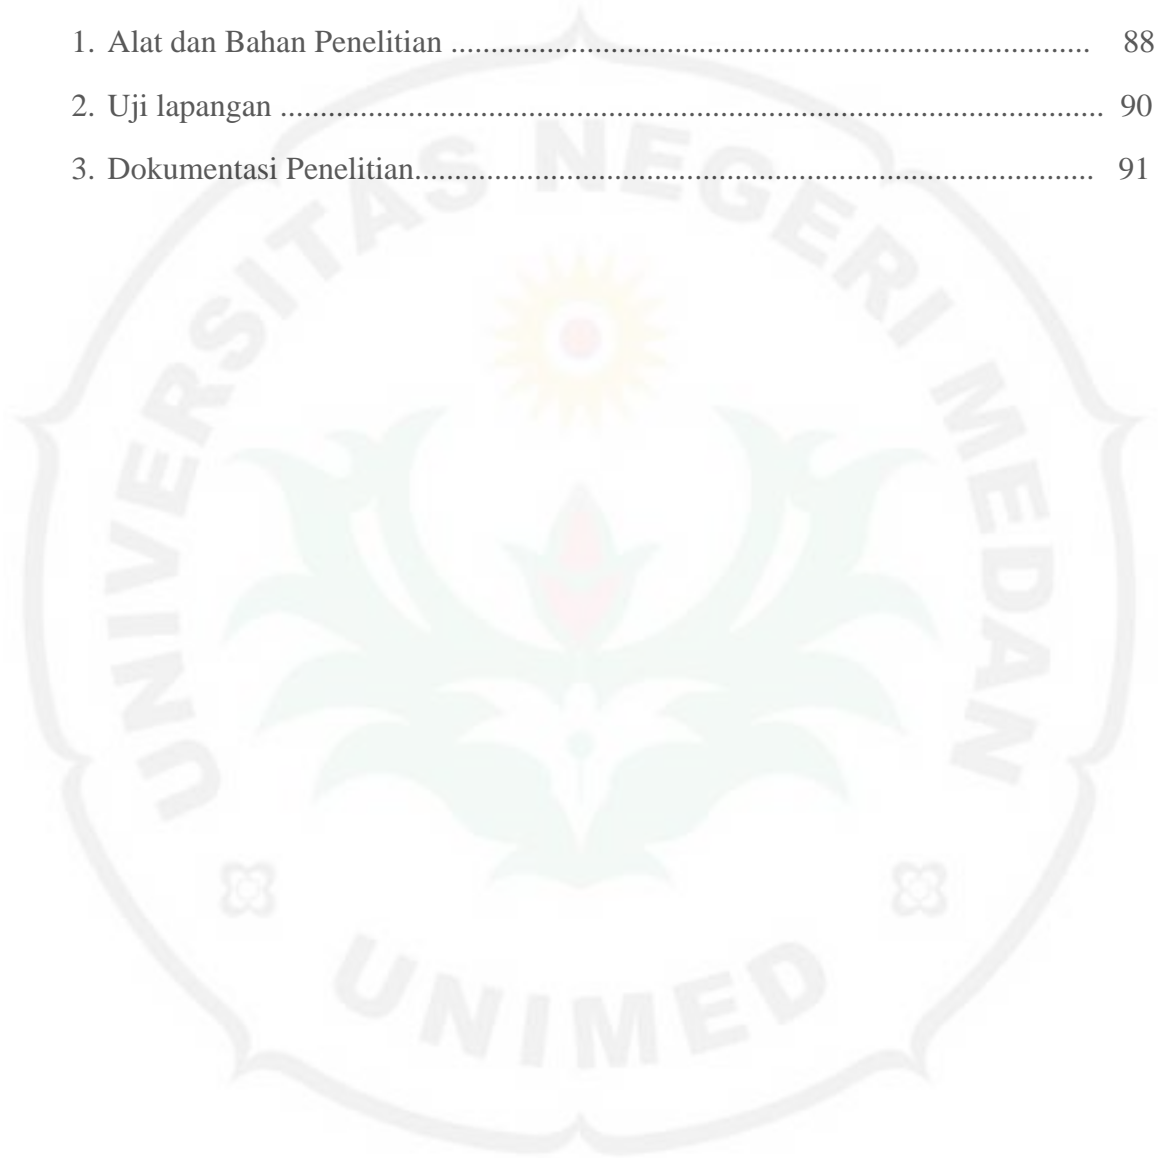 1. Alat dan Bahan Penelitian ............................................................................... 88
2. Uji lapangan ...................................................................................................... 90
3. Dokumentasi Penelitian.................................................................................... 91
UNIVERSITAS NEGERI MEDAN
UNIMED